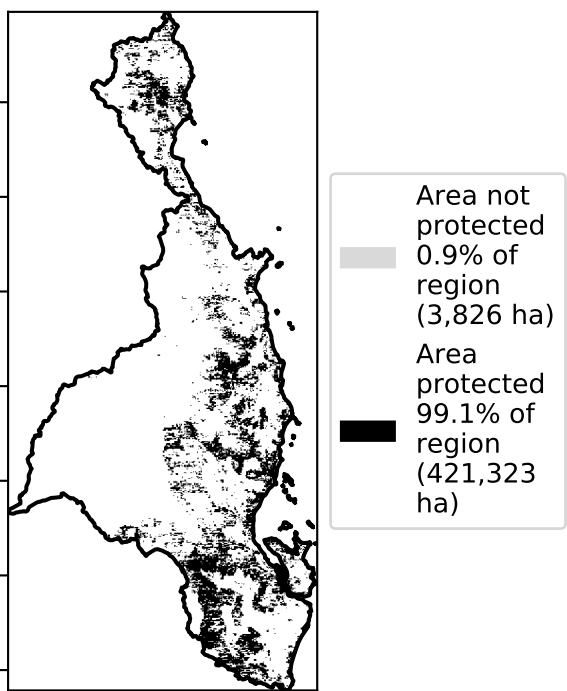 Area not
protected
0.9% of
region
(3,826 ha)
Area
protected
99.1% of
region
(421,323
ha)